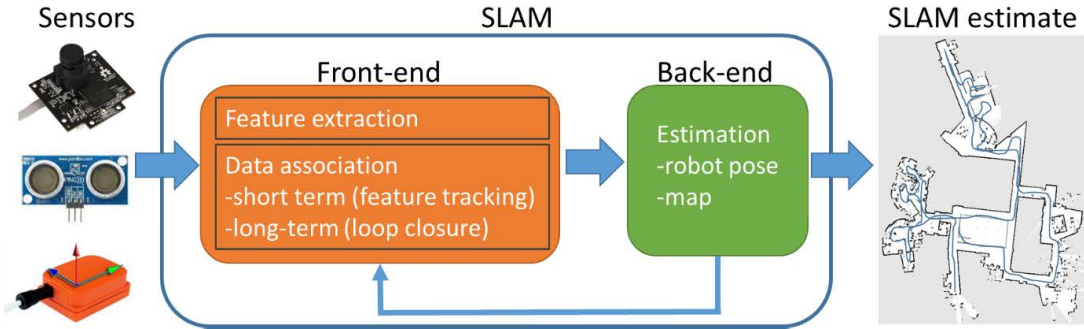 Sensors
SLAM
SLAM estimate
Front-end
Back-end
Feature extraction
Data association
-short term (feature tracking)
-long-term (loop closure)
Estimation
-robot pose
-map